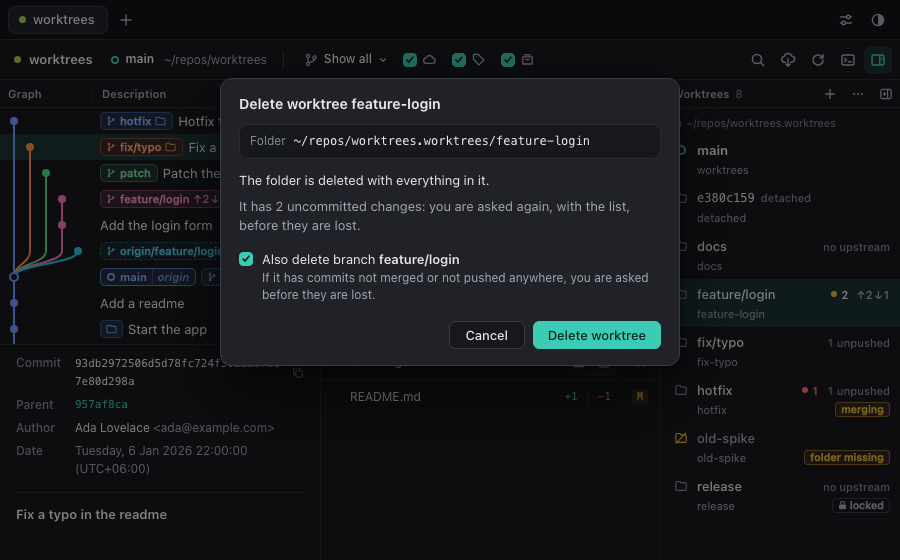 worktrees
worktrees main ~/repos/worktrees Show all
Graph Description
Worktrees 8
hotfix Hotfix
fix/typo Fix a
patch Patch the
feature/login ↑2↓
Add the login form
origin/feature/login
main origin
Add a readme
Start the app
Delete worktree feature-login
Folder ~/repos/worktrees.worktrees/feature-login
The folder is deleted with everything in it.
It has 2 uncommitted changes: you are asked again, with the list,
before they are lost.
Also delete branch feature/login
If it has commits not merged or not pushed anywhere, you are asked
before they are lost.
Cancel Delete worktree
Commit 93db2972506d5d78fc724f
7e80d298a
Parent 957af8ca
Author Ada Lovelace <ada@example.com>
Date Tuesday, 6 Jan 2026 22:00:00
(UTC+06:00)
Fix a typo in the readme
README.md +1 −1 M
~/repos/worktrees.worktrees
main
worktrees
e380c159 detached
detached
docs no upstream
docs
feature/login 2 ↑2↓1
feature-login
fix/typo 1 unpushed
fix-typo
hotfix 1 1 unpushed
hotfix merging
old-spike
old-spike folder missing
release no upstream
release locked